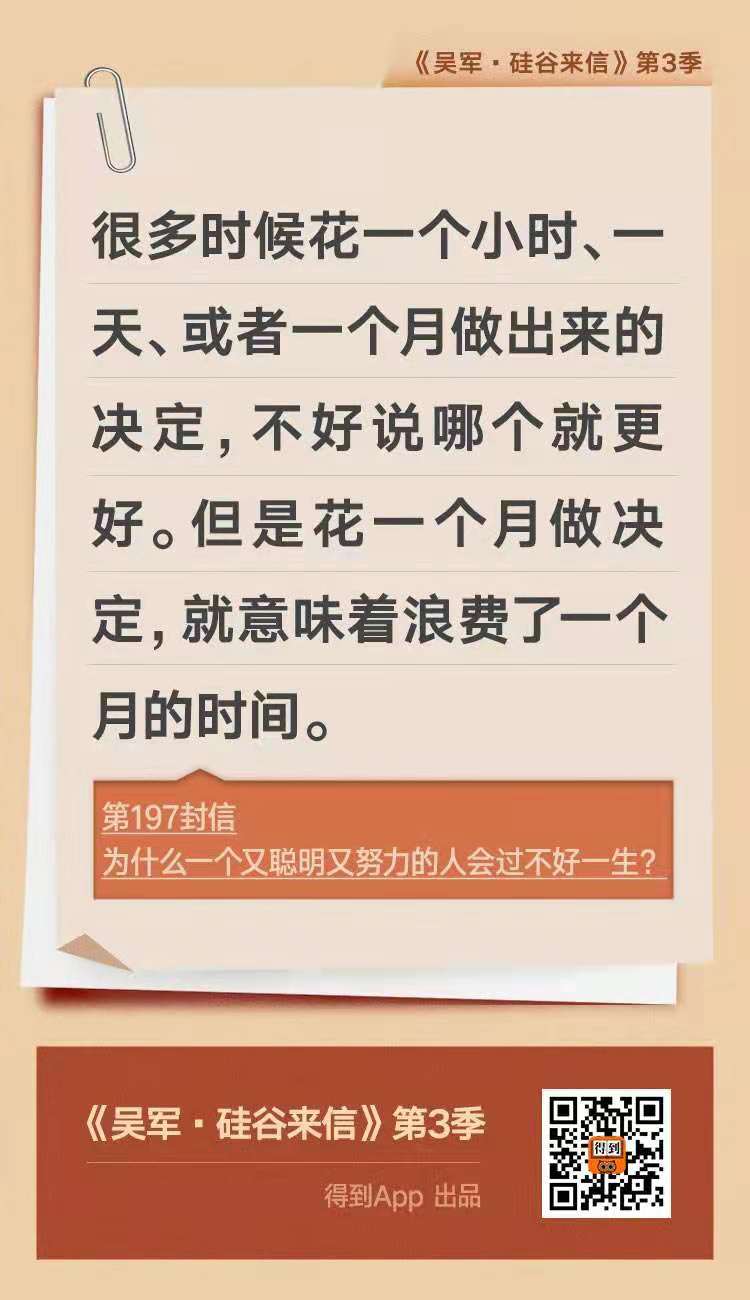 《吴军·硅谷来信》第3季
很多时候花一个小时、一
天、或者一个月做出来的
决定，不好说哪个就更
好。但是花一个月做决
定，就意味着浪费了一个
月的时间。
第197封信
为什么一个又聪明又努力的人会过不好一生？
《吴军·硅谷来信》第3季
得到App 出品
得到